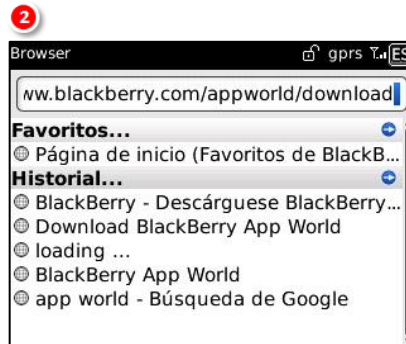 2
Browser gprs ES
ww.blackberry.com/appworld/download
Favoritos...
Página de inicio (Favoritos de BlackB...
Historial...
BlackBerry - Descárguese BlackBerry...
Download BlackBerry App World
loading ...
BlackBerry App World
app world - Búsqueda de Google